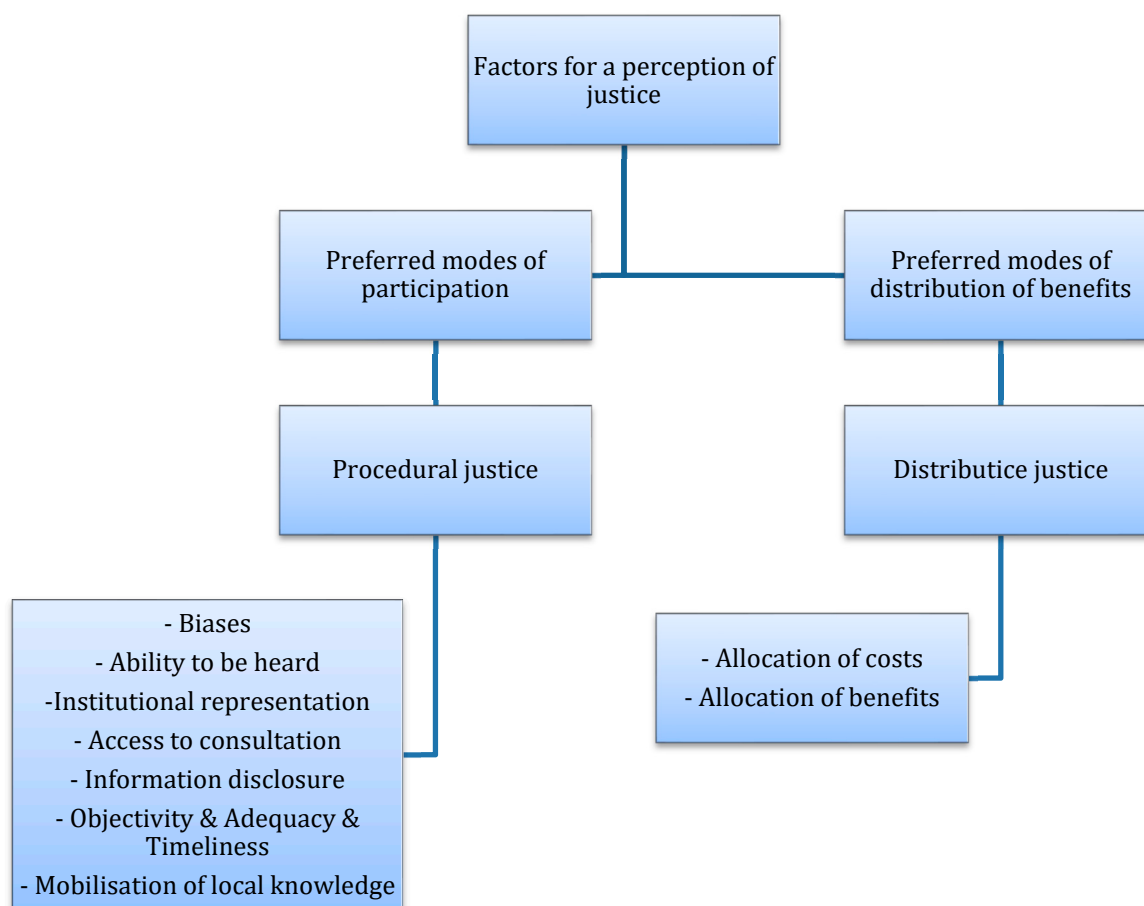 Factors for a perception of
justice
Preferred modes of
participation
Preferred modes of
distribution of benefits
Procedural justice
Distributice justice
- Biases
- Ability to be heard
-Institutional representation
- Access to consultation
- Information disclosure
- Objectivity & Adequacy &
Timeliness
- Mobilisation of local knowledge
- Allocation of costs
- Allocation of benefits